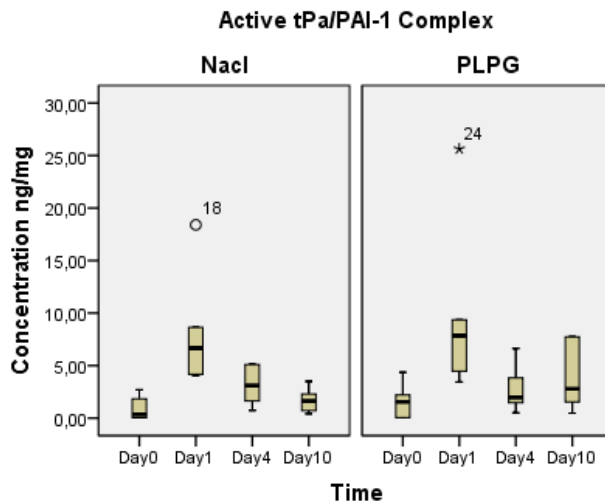 Active tPa/PAI-1 Complex
Nacl PLPG
Concentration ng/mg
30,00
25,00
20,00
15,00
10,00
5,00
0,00
18
24
Day0 Day1 Day4 Day10 Day0 Day1 Day4 Day10
Time